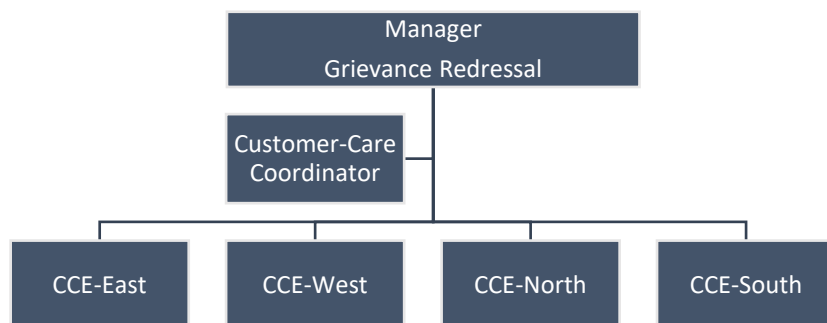 Manager
Grievance Redressal
Customer-Care
Coordinator
CCE-East
CCE-West
CCE-North
CCE-South